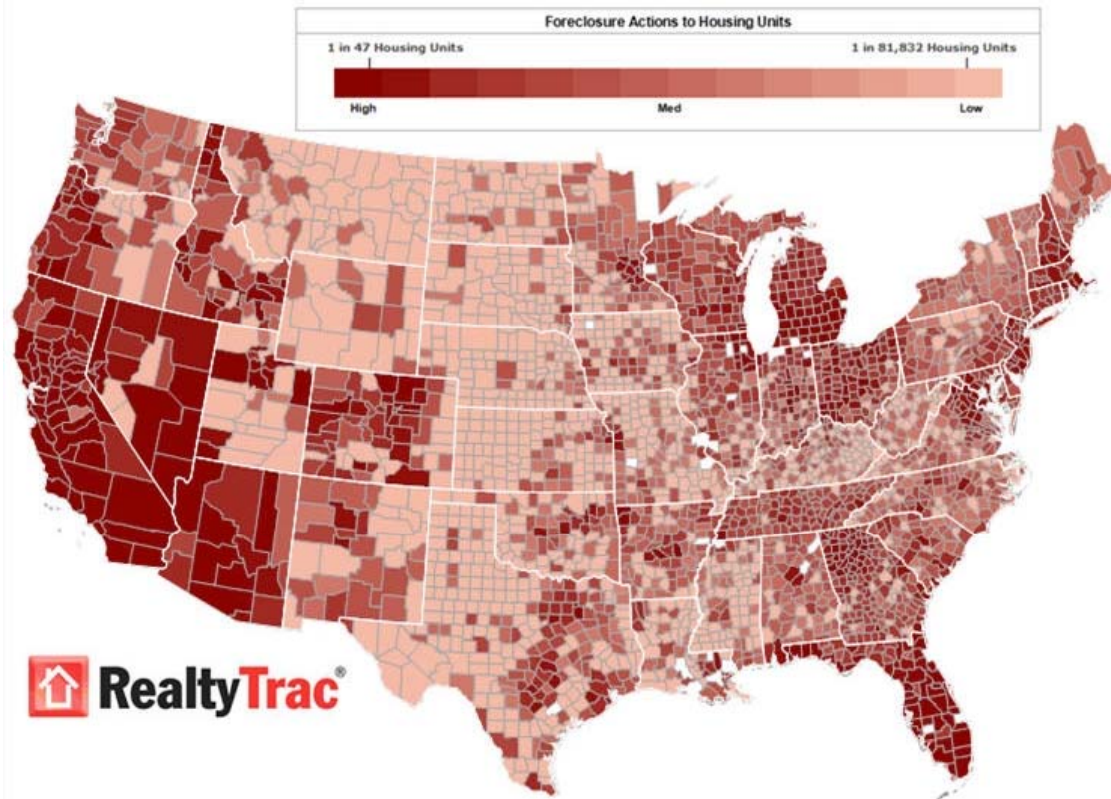 Foreclosure Actions to Housing Units
1 in 47 Housing Units 1 in 81,832 Housing Units
High Med Low
RealtyTrac®